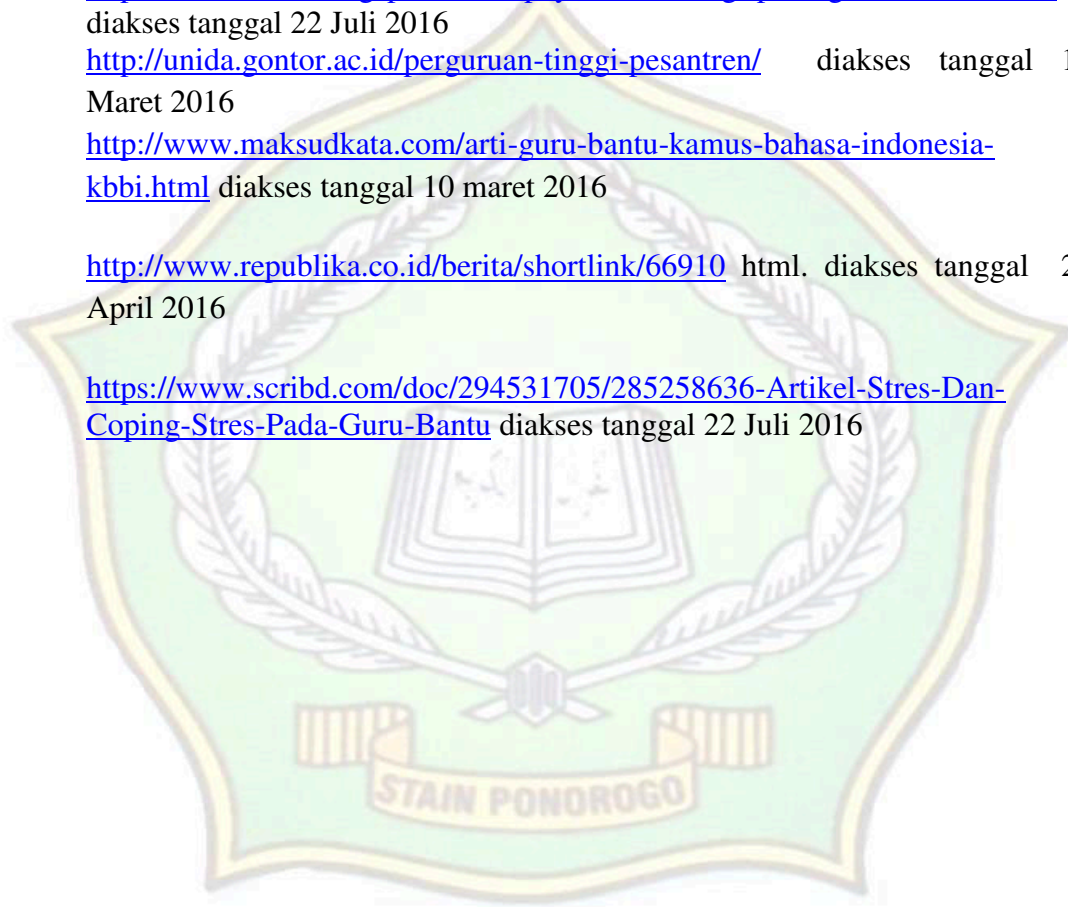 diakses tanggal 22 Juli 2016
http://unida.gontor.ac.id/perguruan-tinggi-pesantren/ diakses tanggal
Maret 2016
http://www.maksudkata.com/arti-guru-bantu-kamus-bahasa-indonesia-
kbbi.html diakses tanggal 10 maret 2016
http://www.republika.co.id/berita/shortlink/66910 html. diakses tanggal
April 2016
https://www.scribd.com/doc/294531705/285258636-Artikel-Stres-Dan-
Coping-Stres-Pada-Guru-Bantu diakses tanggal 22 Juli 2016
STAIN PONOROGO